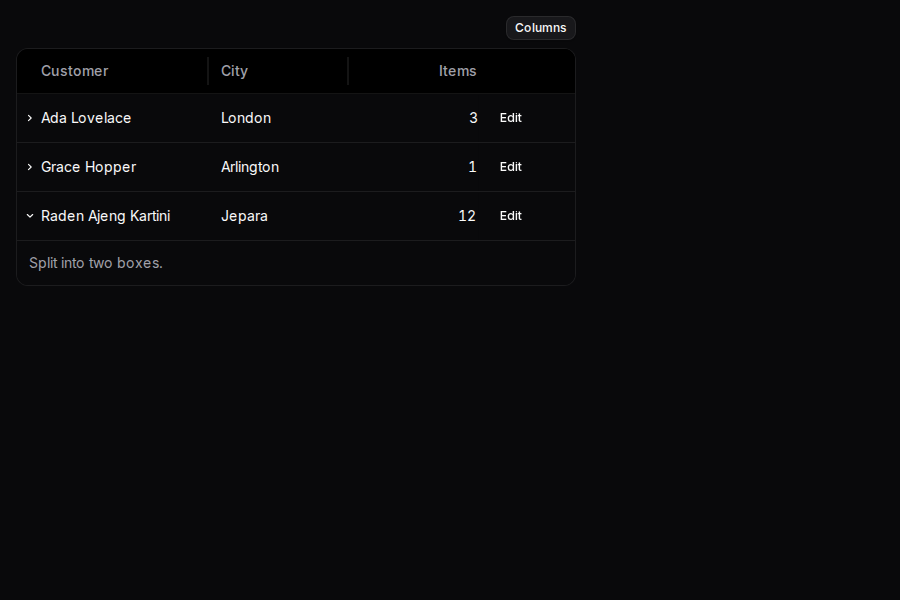 Columns
Customer City Items
Ada Lovelace London 3 Edit
Grace Hopper Arlington 1 Edit
Raden Ajeng Kartini Jepara 12 Edit
Split into two boxes.